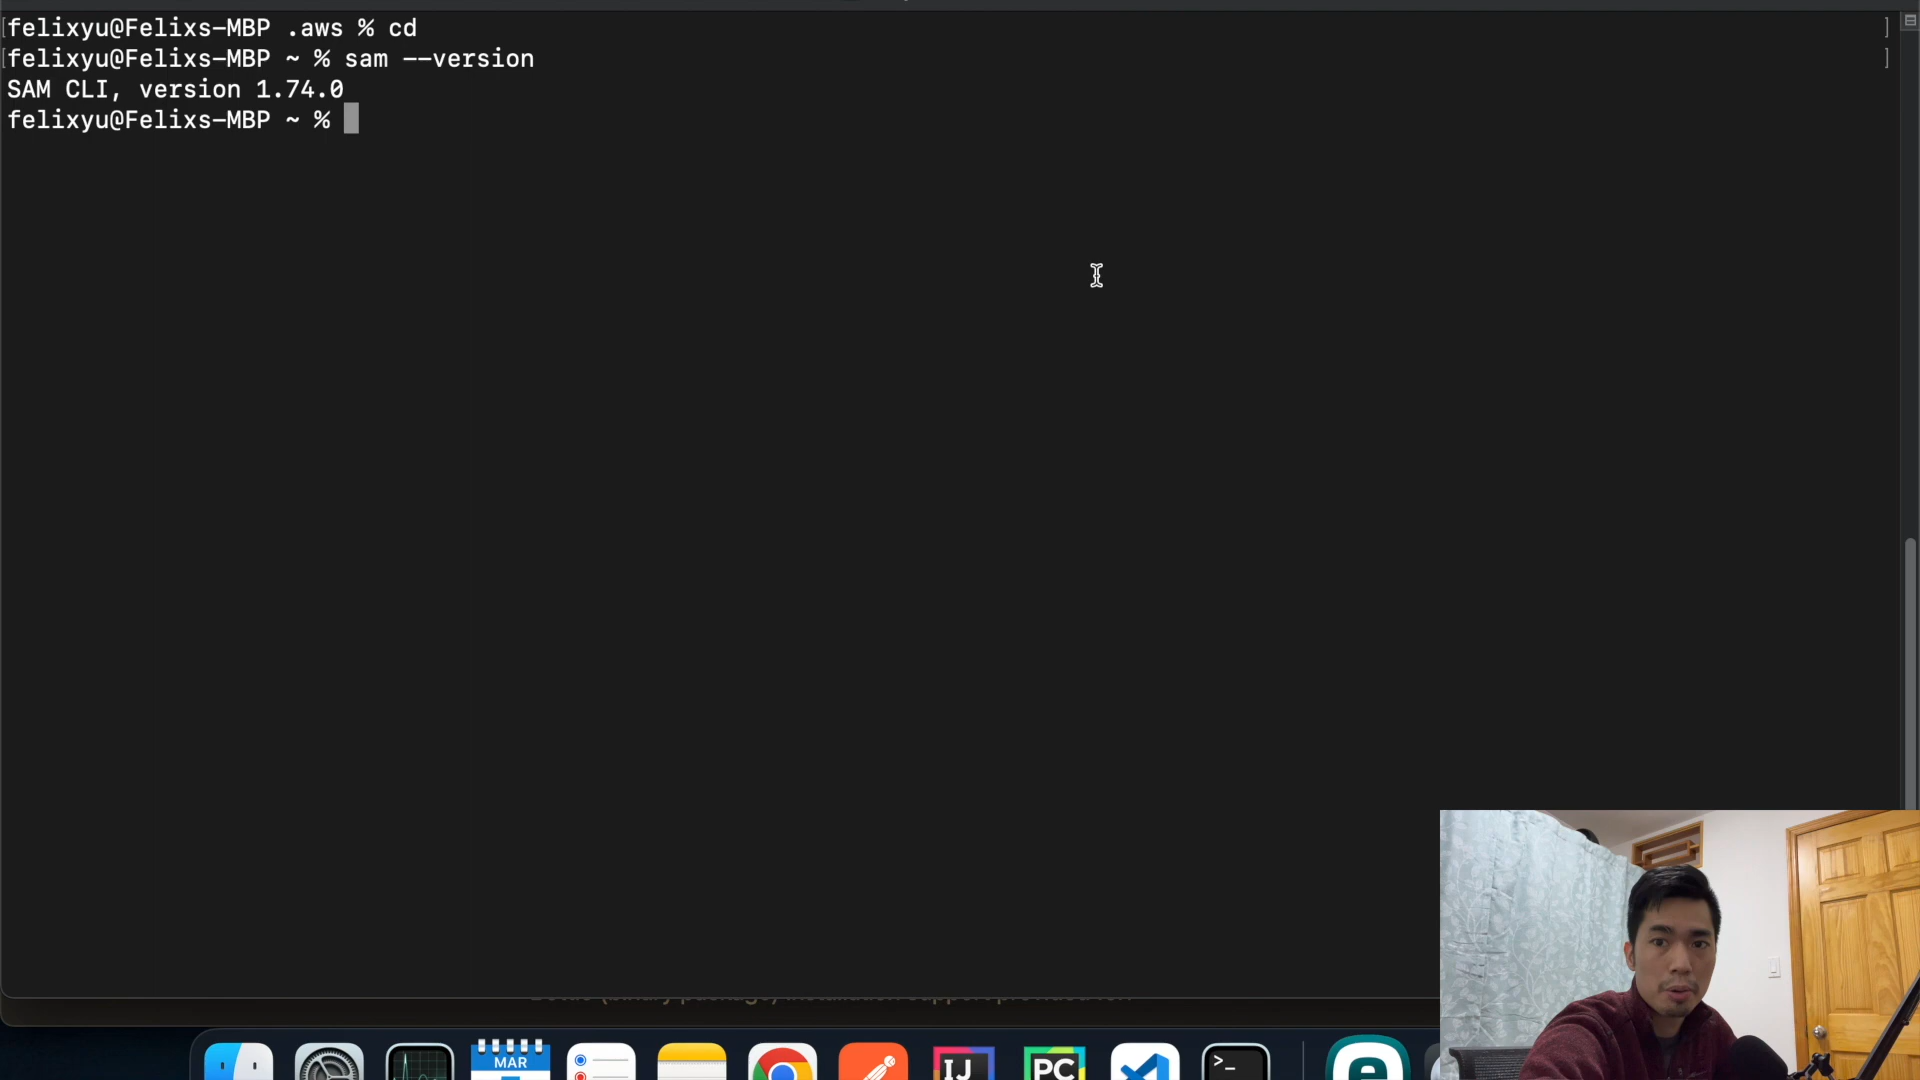 felixyu@Felixs-MBP .aws % cd
felixyu@Felixs-MBP ~ % sam --version
SAM CLI, version 1.74.0
felixyu@Felixs-MBP ~ %
MAR
IJ
PC
>_